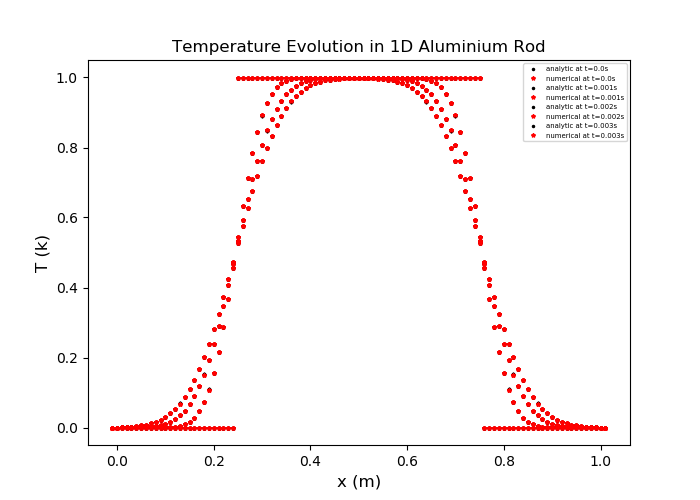 Temperature Evolution in 1D Aluminium Rod
analytic at t=0.0s
numerical at t=0.0s
analytic at t=0.001s
numerical at t=0.001s
analytic at t=0.002s
numerical at t=0.002s
analytic at t=0.003s
numerical at t=0.003s
T (k)
1.0
0.8
0.6
0.4
0.2
0.0
0.0 0.2 0.4 0.6 0.8 1.0
x (m)